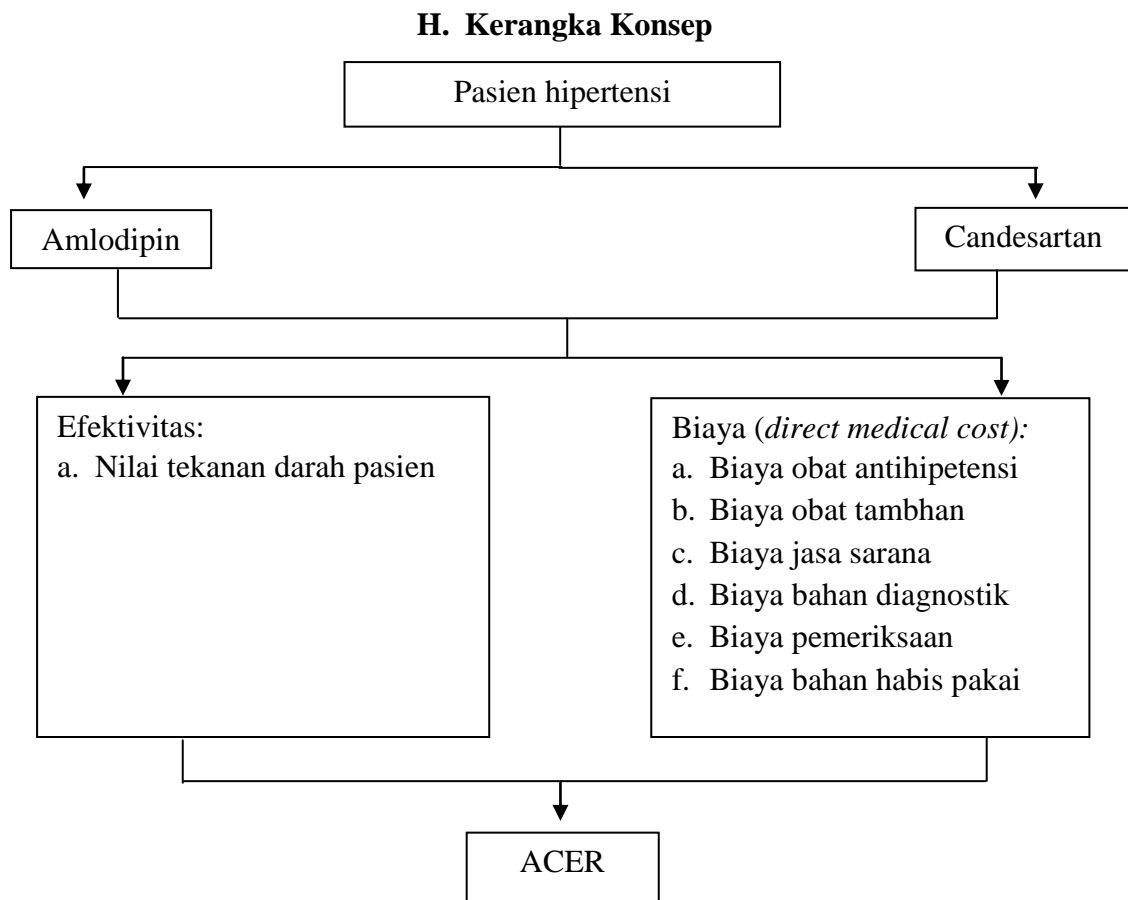 H. Kerangka Konsep
Pasien hipertensi
Amlodipin
Candesartan
Efektivitas:
a. Nilai tekanan darah pasien
Biaya (direct medical cost):
a. Biaya obat antihipetensi
b. Biaya obat tambhan
c. Biaya jasa sarana
d. Biaya bahan diagnostik
e. Biaya pemeriksaan
f. Biaya bahan habis pakai
ACER